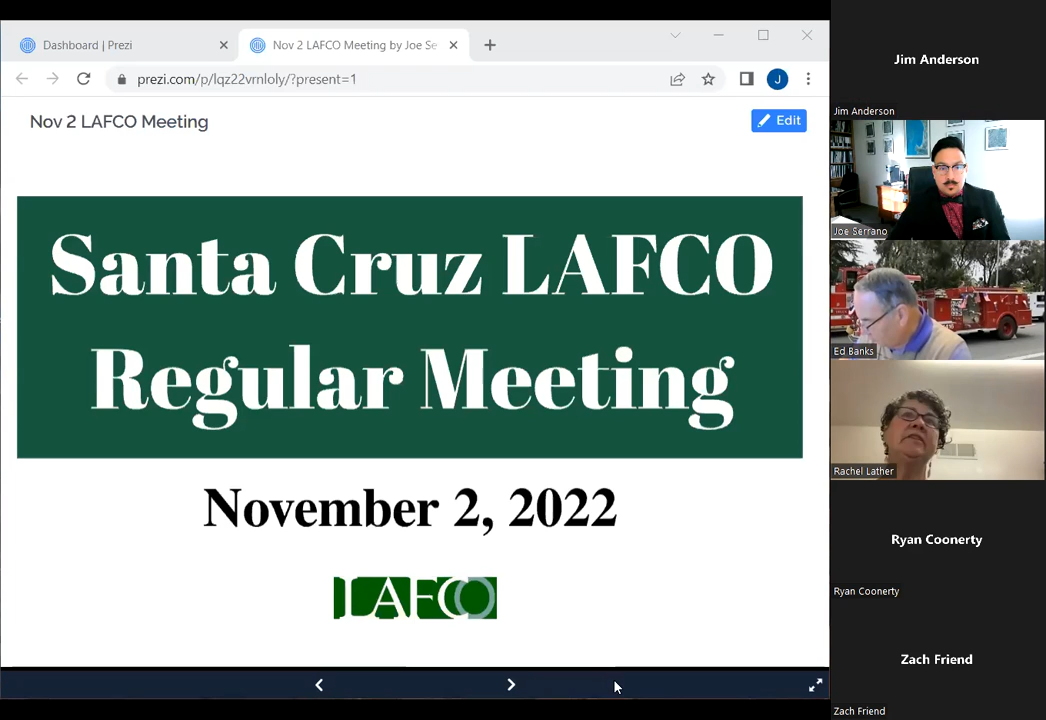 Dashboard | Prezi
Nov 2 LAFCO Meeting by Joe Se
prezi.com/p/lqz22vrnloly/?present=1
J
Nov 2 LAFCO Meeting
Edit
Santa Cruz LAFCO
Regular Meeting
November 2, 2022
LAFCO
Jim Anderson
Jim Anderson
Joe Serrano
Ed Banks
Rachel Lather
Ryan Coonerty
Ryan Coonerty
Zach Friend
Zach Friend